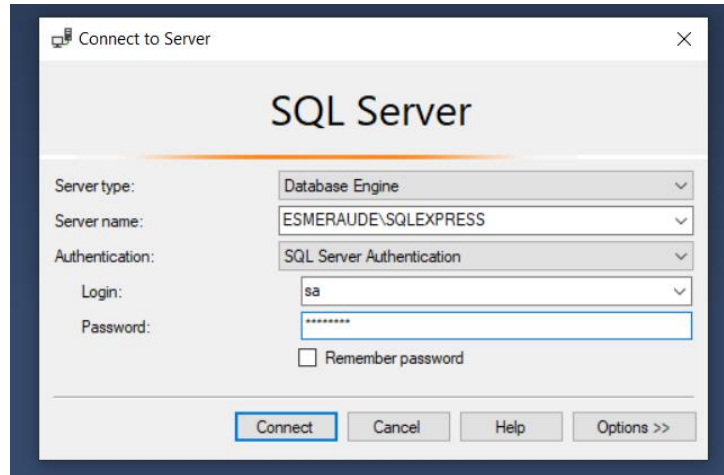 Connect to Server
SQL Server
Server type: Database Engine
Server name: ESMERAUDE\SQLEXPRESS
Authentication: SQL Server Authentication
Login: sa
Password: ********
Remember password
Connect Cancel Help Options >>